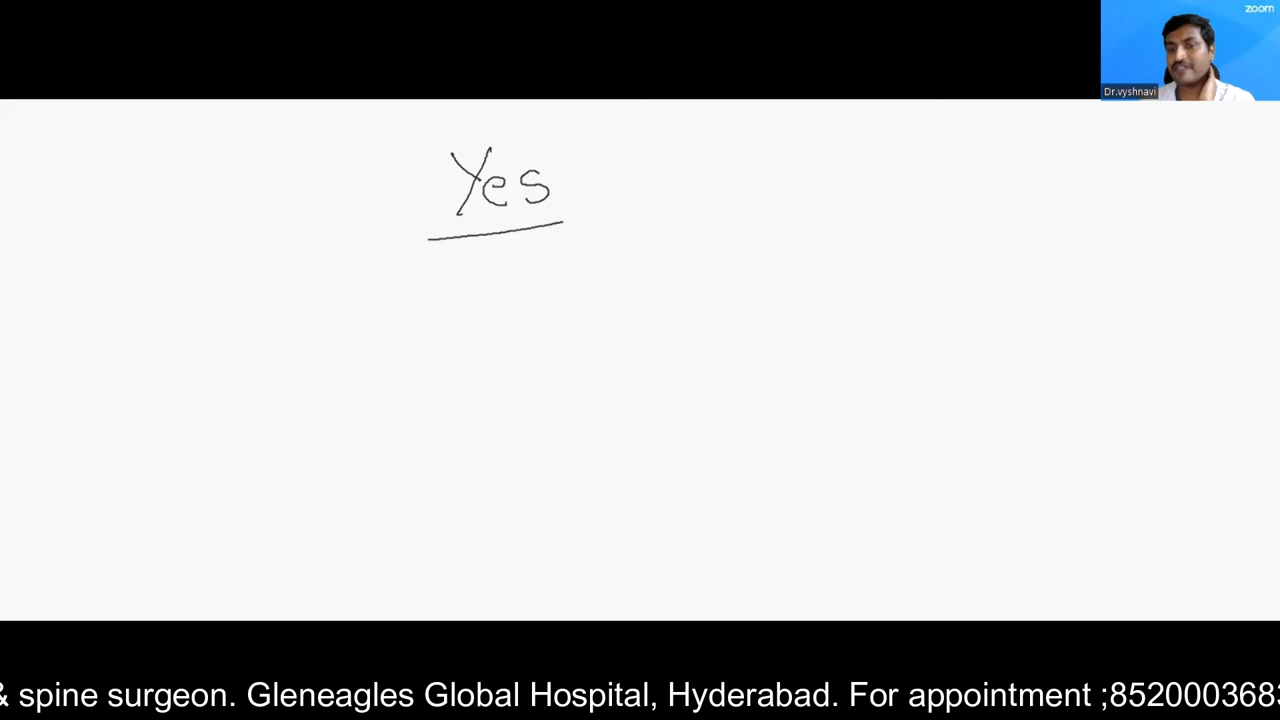 zoom
Dr.vyshnavi
Yes
& spine surgeon. Gleneagles Global Hospital, Hyderabad. For appointment ;852000368